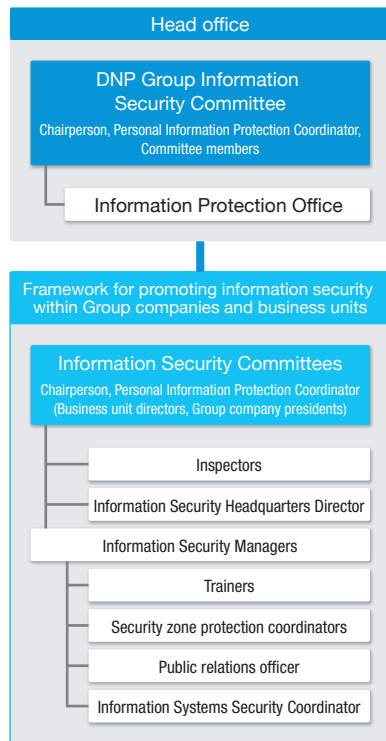 Head office
DNP Group Information
Security Committee
Chairperson, Personal Information Protection Coordinator,
Committee members
Information Protection Office
Framework for promoting information security
within Group companies and business units
Information Security Committees
Chairperson, Personal Information Protection Coordinator
(Business unit directors, Group company presidents)
Inspectors
Information Security Headquarters Director
Information Security Managers
Trainers
Security zone protection coordinators
Public relations officer
Information Systems Security Coordinator